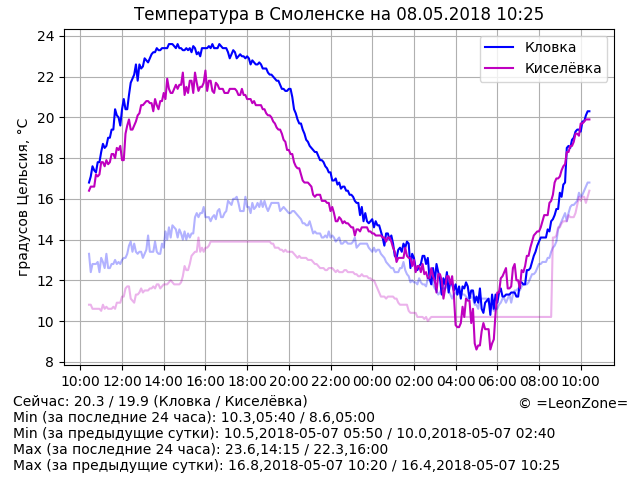 Температура в Смоленске на 08.05.2018 10:25
24
22
20
18
16
14
12
10
8
градусов Цельсия, °C
Кловка
Киселёвка
10:00 12:00 14:00 16:00 18:00 20:00 22:00 00:00 02:00 04:00 06:00 08:00 10:00
Сейчас: 20.3 / 19.9 (Кловка / Киселёвка)
© =LeonZone=
Min (за последние 24 часа): 10.3,05:40 / 8.6,05:00
Min (за предыдущие сутки): 10.5,2018-05-07 05:50 / 10.0,2018-05-07 02:40
Max (за последние 24 часа): 23.6,14:15 / 22.3,16:00
Max (за предыдущие сутки): 16.8,2018-05-07 10:20 / 16.4,2018-05-07 10:25